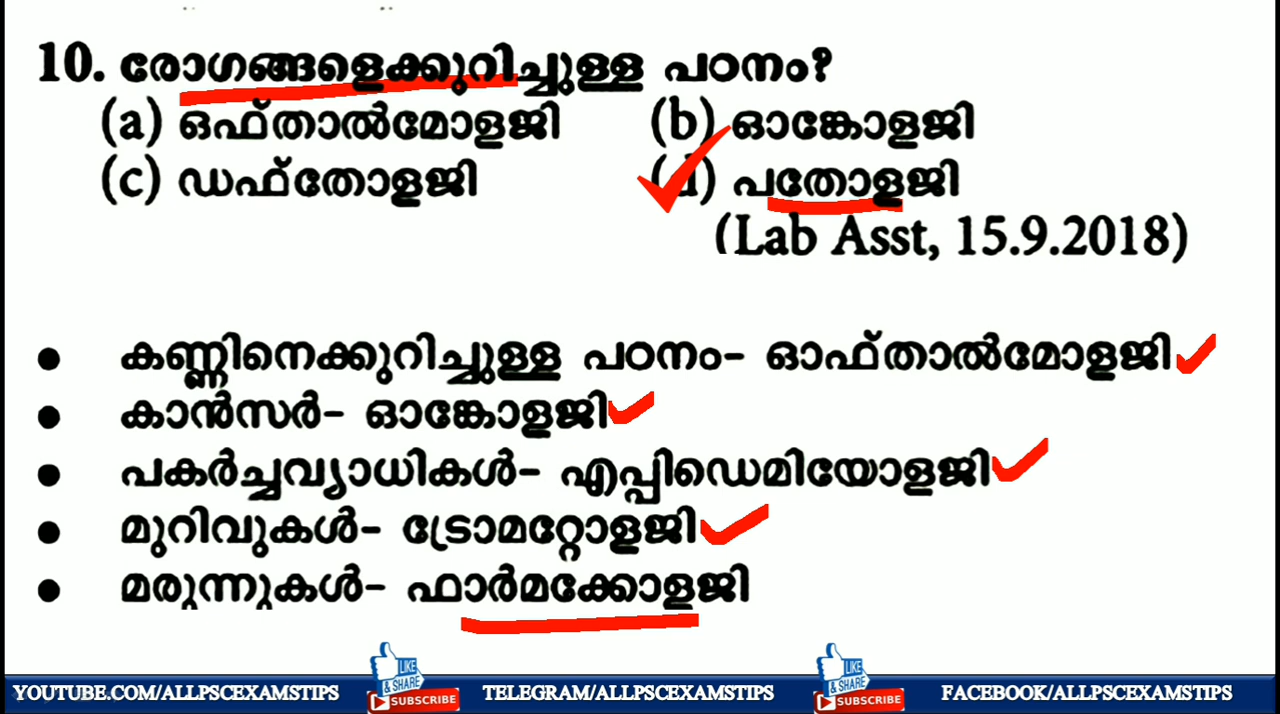 10. രോഗങ്ങളെക്കുറിച്ചുള്ള പഠനം?
(a) ഒഫ്താൽമോളജി (b) ഓങ്കോളജി
(c) ഡഫ്തോളജി (d) പതോളജി
(Lab Asst, 15.9.2018)
• കണ്ണിനെക്കുറിച്ചുള്ള പഠനം- ഓഫ്താൽമോളജി
• കാൻസർ- ഓങ്കോളജി
• പകർച്ചവ്യാധികൾ- എപ്പിഡെമിയോളജി
• മുറിവുകൾ- ട്രോമറ്റോളജി
• മരുന്നുകൾ- ഫാർമക്കോളജി
LIKE & SHARE LIKE & SHARE
YOUTUBE.COM/ALLPSCEXAMSTIPS SUBSCRIBE TELEGRAM/ALLPSCEXAMSTIPS SUBSCRIBE FACEBOOK/ALLPSCEXAMSTIPS